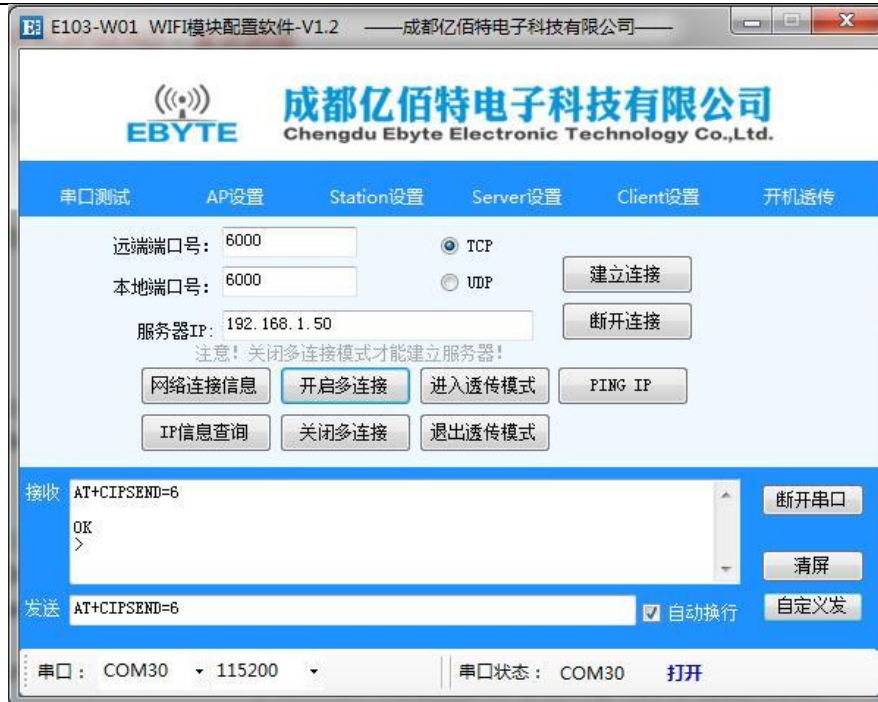 E103-W01 WIFI模块配置软件-V1.2 ——成都亿佰特电子科技有限公司——
EBYTE
成都亿佰特电子科技有限公司
Chengdu Ebyte Electronic Technology Co.,Ltd.
串口测试 AP设置 Station设置 Server设置 Client设置 开机透传
远端端口号: 6000 TCP
本地端口号: 6000 UDP 建立连接
服务器IP: 192.168.1.50 断开连接
注意!关闭多连接模式才能建立服务器!
网络连接信息 开启多连接 进入透传模式 PING IP
IP信息查询 关闭多连接 退出透传模式
接收 AT+CIPSEND=6 断开串口
OK
>
清屏
发送 AT+CIPSEND=6 自动换行 自定义发
串口: COM30 115200 串口状态: COM30 打开